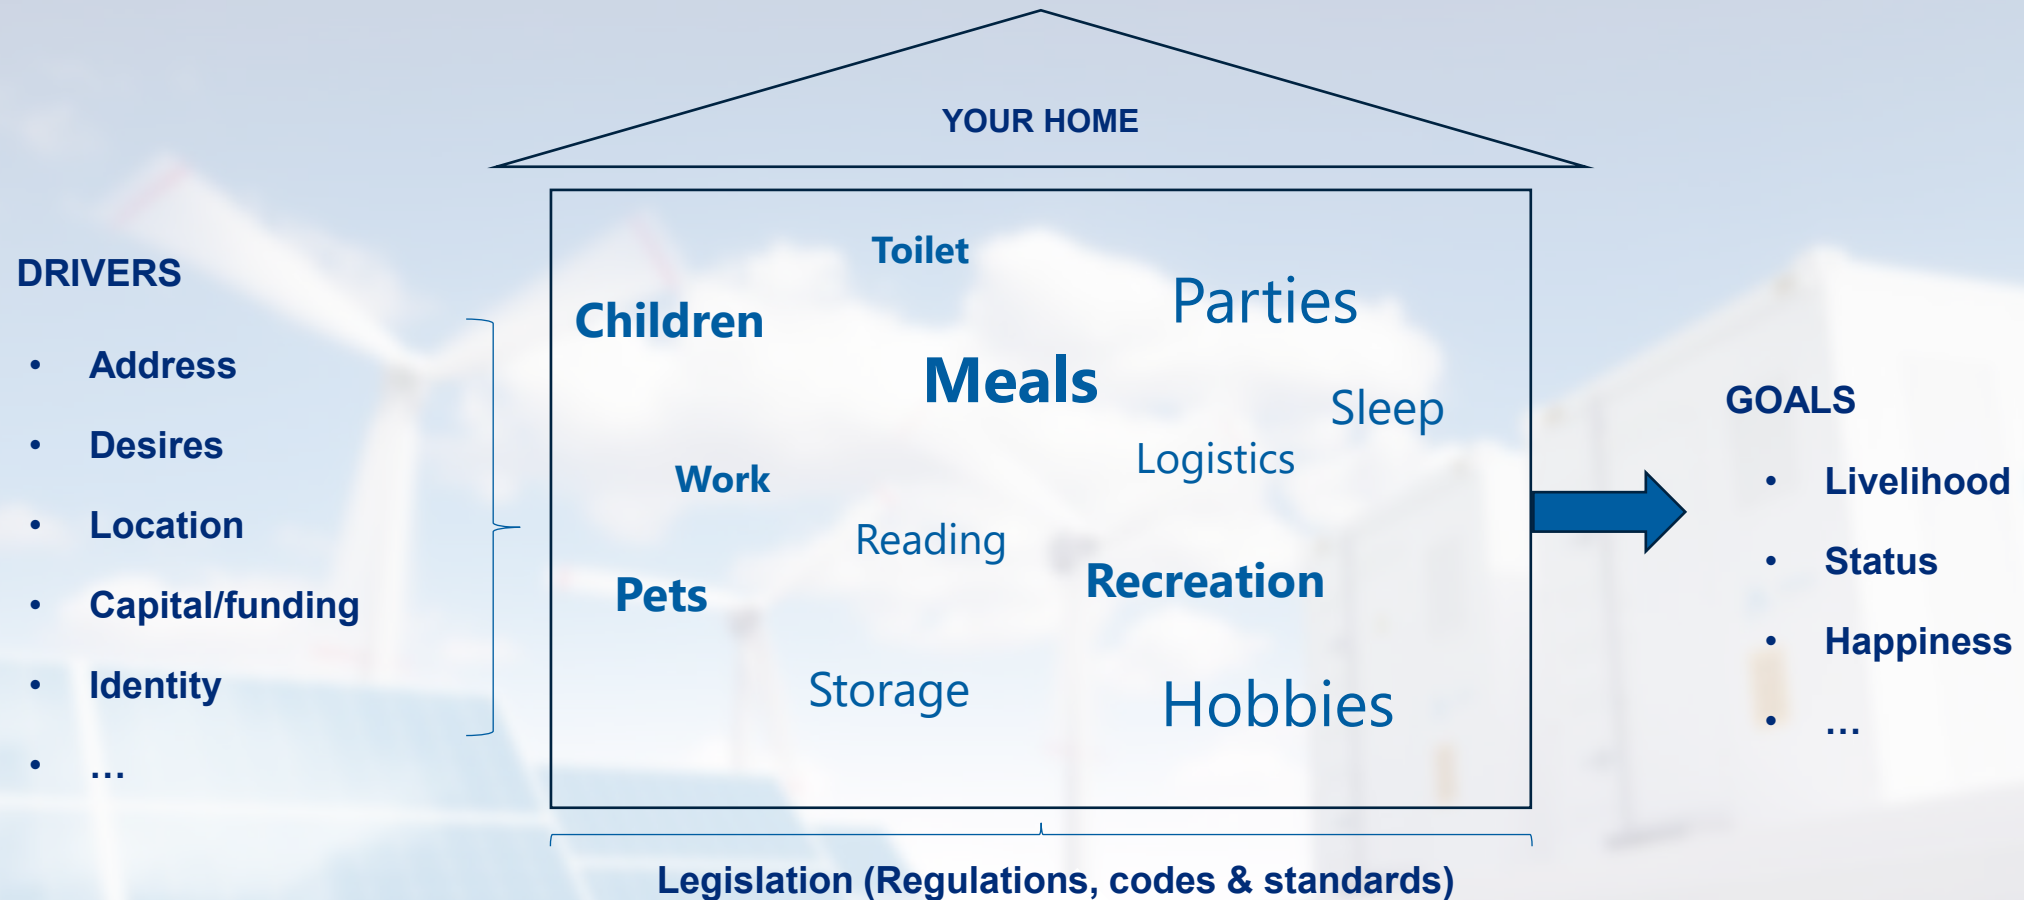 YOUR HOME
DRIVERS
• Address
• Desires
• Location
• Capital/funding
• Identity
• ...
Toilet
Children
Parties
Meals
Sleep
Logistics
Work
Reading
Recreation
Pets
Storage
Hobbies
GOALS
• Livelihood
• Status
• Happiness
• ...
Legislation (Regulations, codes & standards)